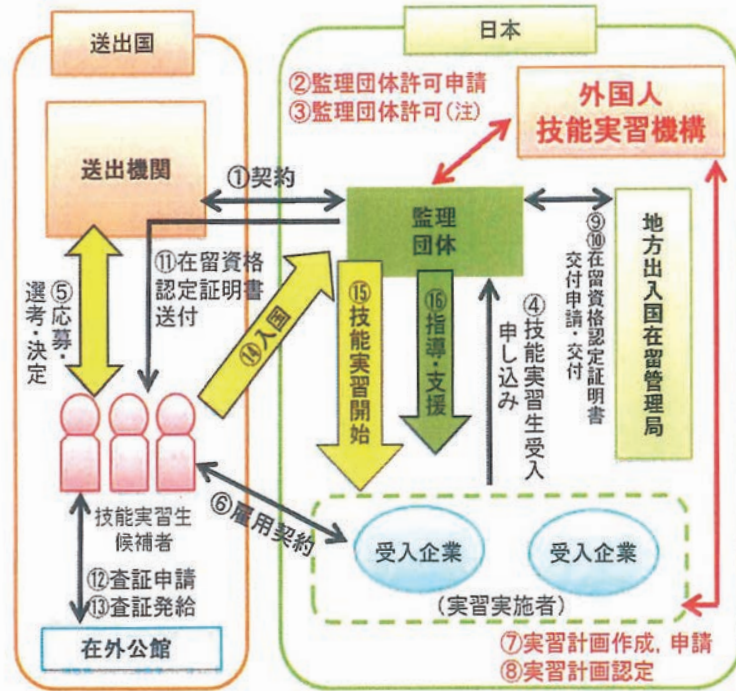 送出国
日本
送出機関
②監理団体許可申請
③監理団体許可(注)
外国人
技能実習機構
①契約
監理
団体
地方出入国在留管理局
⑨⑩在留資格認定証明書
交付申請・交付
⑤応募・
選考・決定
⑪在留資格
認定証明書
送付
⑭入国
⑮技能実習開始
⑯指導・支援
④技能実習生受入
申し込み
技能実習生
候補者
⑥雇用契約
受入企業
受入企業
(実習実施者)
⑫査証申請
⑬査証発給
在外公館
⑦実習計画作成，申請
⑧実習計画認定